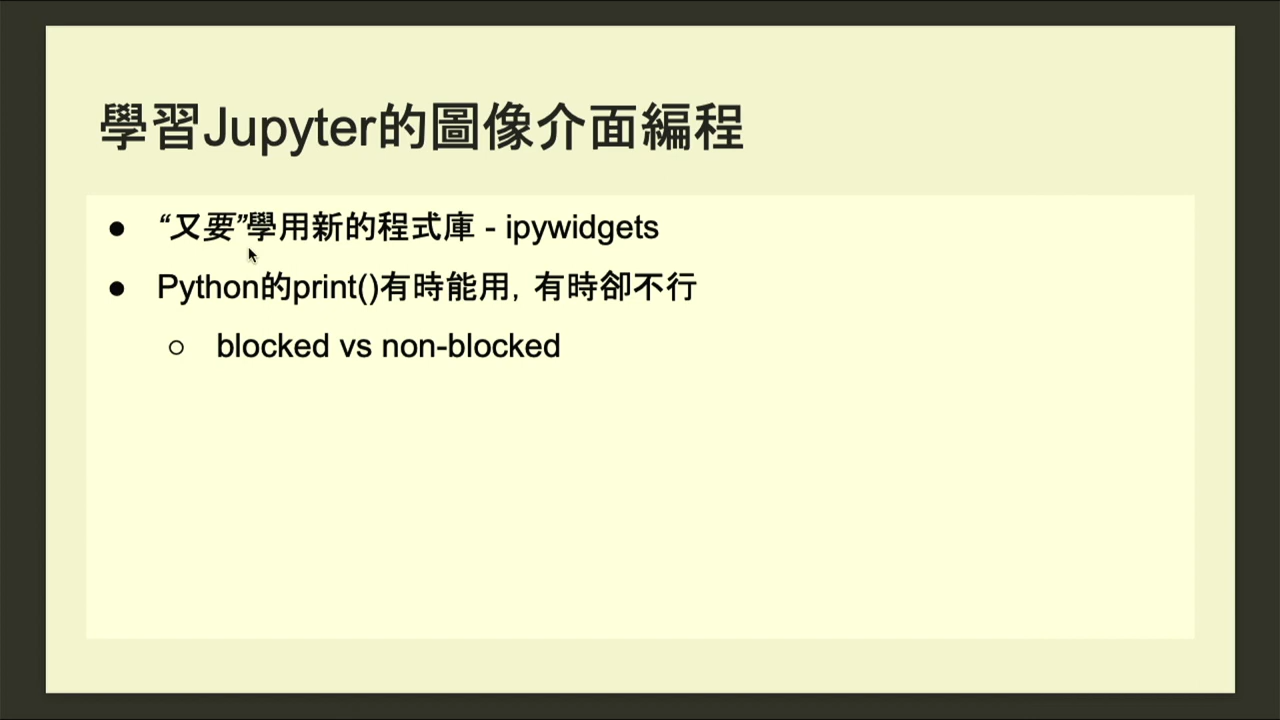 學習Jupyter的圖像介面編程
● “又要”學用新的程式庫 - ipywidgets
● Python的print()有時能用, 有時卻不行
○ blocked vs non-blocked